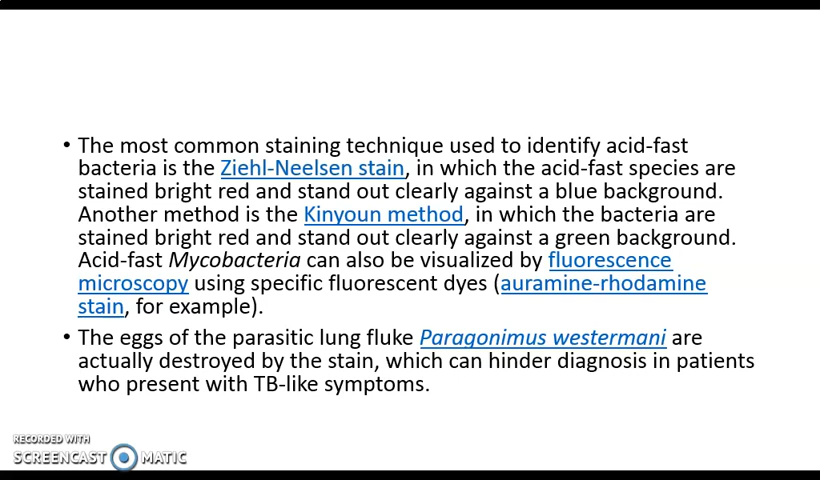 • The most common staining technique used to identify acid-fast
bacteria is the Ziehl-Neelsen stain, in which the acid-fast species are
stained bright red and stand out clearly against a blue background.
Another method is the Kinyoun method, in which the bacteria are
stained bright red and stand out clearly against a green background.
Acid-fast Mycobacteria can also be visualized by fluorescence
microscopy using specific fluorescent dyes (auramine-rhodamine
stain, for example).
• The eggs of the parasitic lung fluke Paragonimus westermani are
actually destroyed by the stain, which can hinder diagnosis in patients
who present with TB-like symptoms.
RECORDED WITH
SCREENCAST MATIC